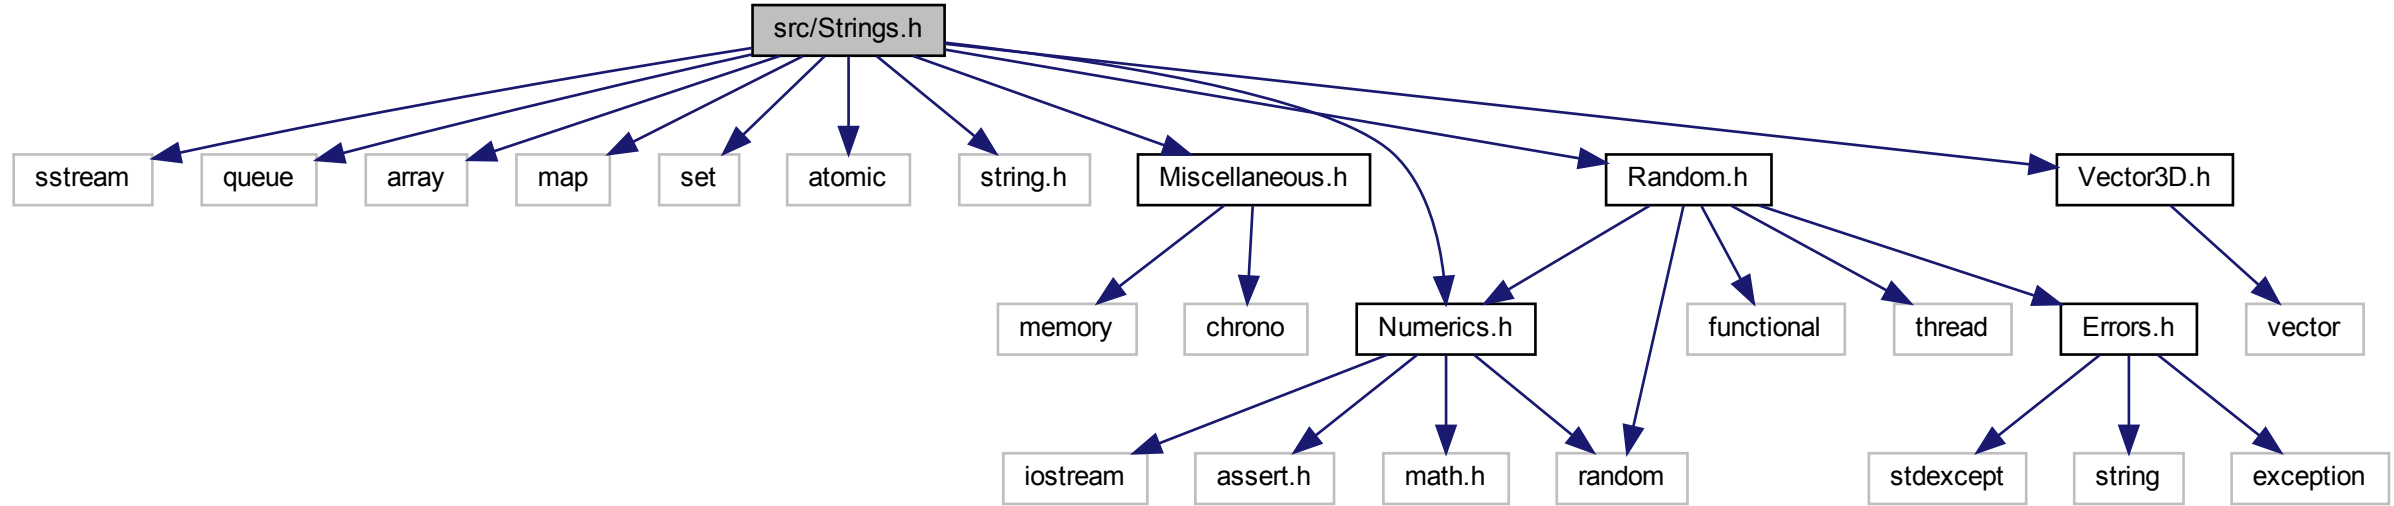 src/Strings.h
sstream
queue
array
map
set
atomic
string.h
Miscellaneous.h
Random.h
Vector3D.h
memory
chrono
Numerics.h
functional
thread
Errors.h
vector
iostream
assert.h
math.h
random
stdexcept
string
exception